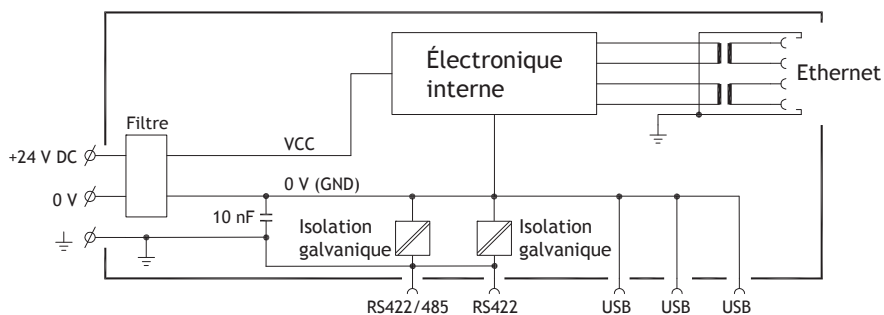 Électronique
interne
Ethernet
Filtre
+24 V DC
VCC
0 V
0 V (GND)
10 nF
Isolation
galvanique
Isolation
galvanique
RS422/485
RS422
USB
USB
USB